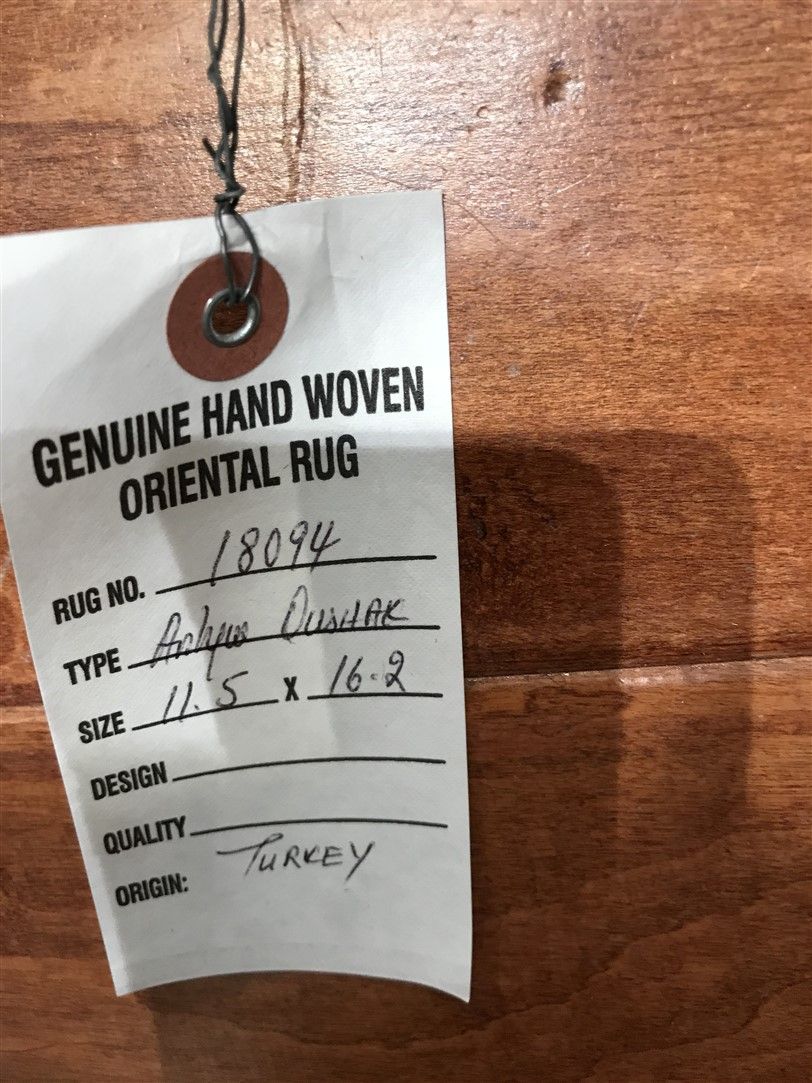 GENUINE HAND WOVEN
ORIENTAL RUG
RUG NO. 18094
TYPE OUSHAK
SIZE 11.5 X 16.2
DESIGN
QUALITY
ORIGIN: TURKEY